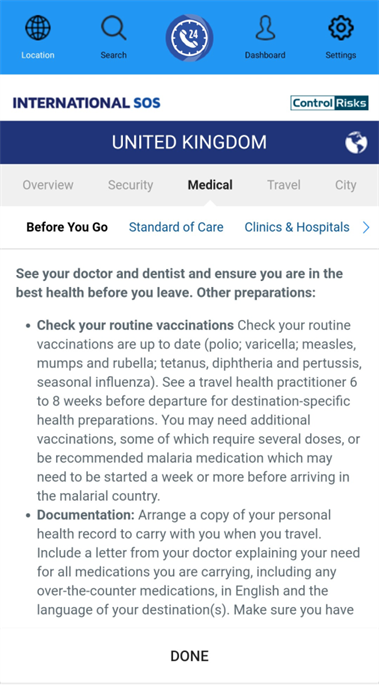 24
Location
Search
Dashboard
Settings
INTERNATIONAL SOS
Control Risks
UNITED KINGDOM
Overview
Security
Medical
Travel
City
Before You Go
Standard of Care
Clinics & Hospitals
See your doctor and dentist and ensure you are in the
best health before you leave. Other preparations:
• Check your routine vaccinations Check your routine
vaccinations are up to date (polio; varicella; measles,
mumps and rubella; tetanus, diphtheria and pertussis,
seasonal influenza). See a travel health practitioner 6
to 8 weeks before departure for destination-specific
health preparations. You may need additional
vaccinations, some of which require several doses, or
be recommended malaria medication which may
need to be started a week or more before arriving in
the malarial country.
• Documentation: Arrange a copy of your personal
health record to carry with you when you travel.
Include a letter from your doctor explaining your need
for all medications you are carrying, including any
over-the-counter medications, in English and the
language of your destination(s). Make sure you have
DONE